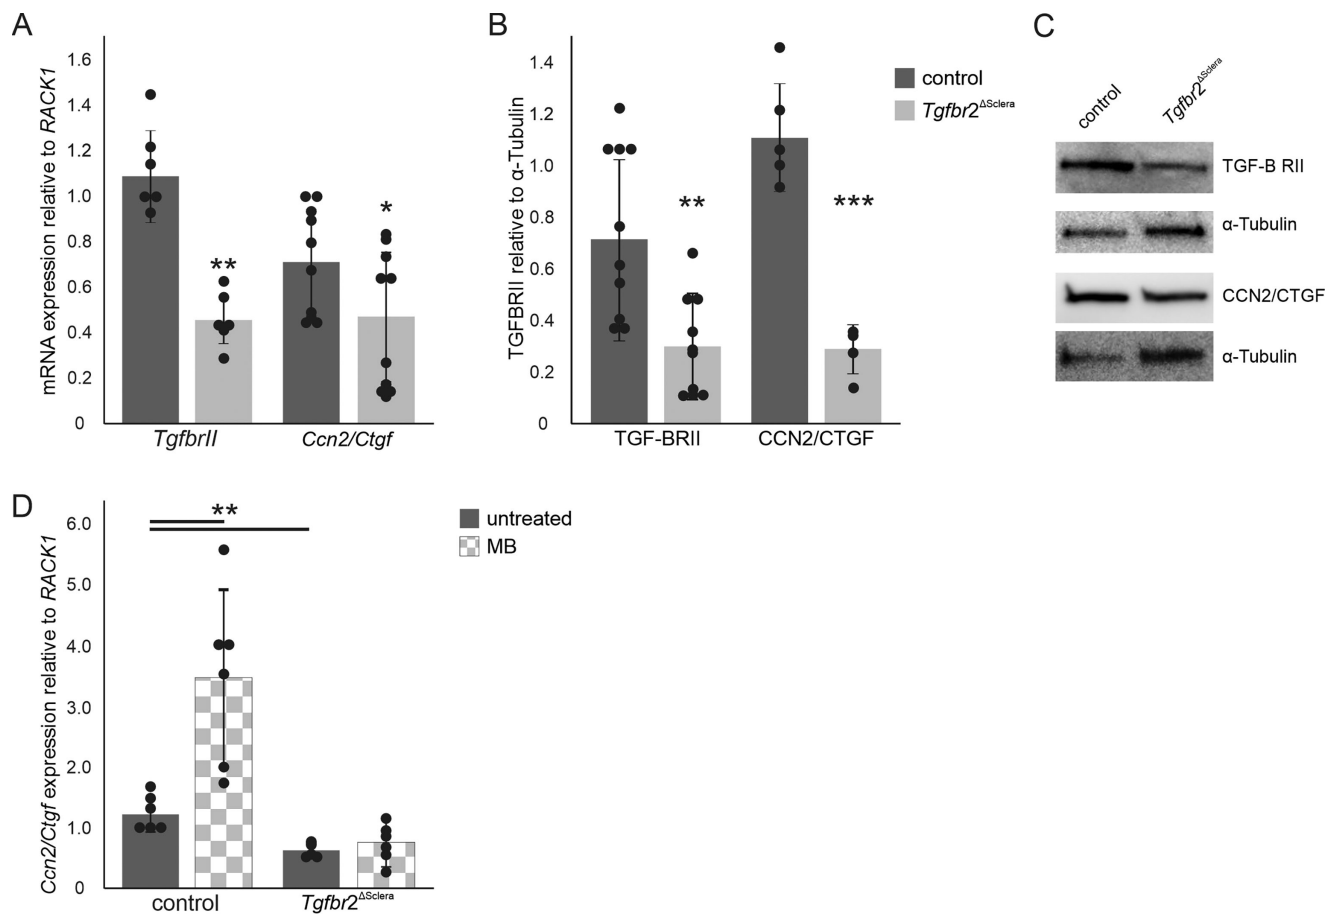 A
mRNA expression relative to RACK1
1.6
1.4
1.2
1.0
0.8
0.6
0.4
0.2
0
**
*
TgfbrII
Ccn2/Ctgf
B
TGFBRII relative to α-Tubulin
1.4
1.2
1.0
0.8
0.6
0.4
0.2
0
**
***
TGF-BRII
CCN2/CTGF
control
Tgfbr2ΔSclera
C
control
Tgfbr2ΔSclera
TGF-B RII
α-Tubulin
CCN2/CTGF
α-Tubulin
D
Ccn2/Ctgf expression relative to RACK1
6.0
5.0
4.0
3.0
2.0
1.0
0
**
control
Tgfbr2ΔSclera
untreated
MB